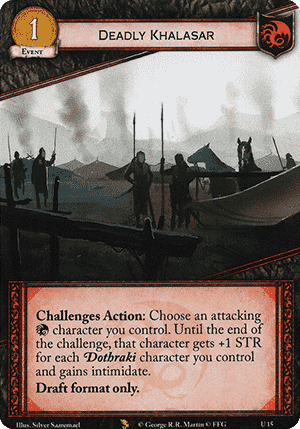 1
EVENT
DEADLY KHALASAR
Challenges Action: Choose an attacking
character you control. Until the end of
the challenge, that character gets +1 STR
for each Dothraki character you control
and gains intimidate.
Draft format only.
Illus. Silver Saaremael
© George R.R. Martin © FFG
U 15